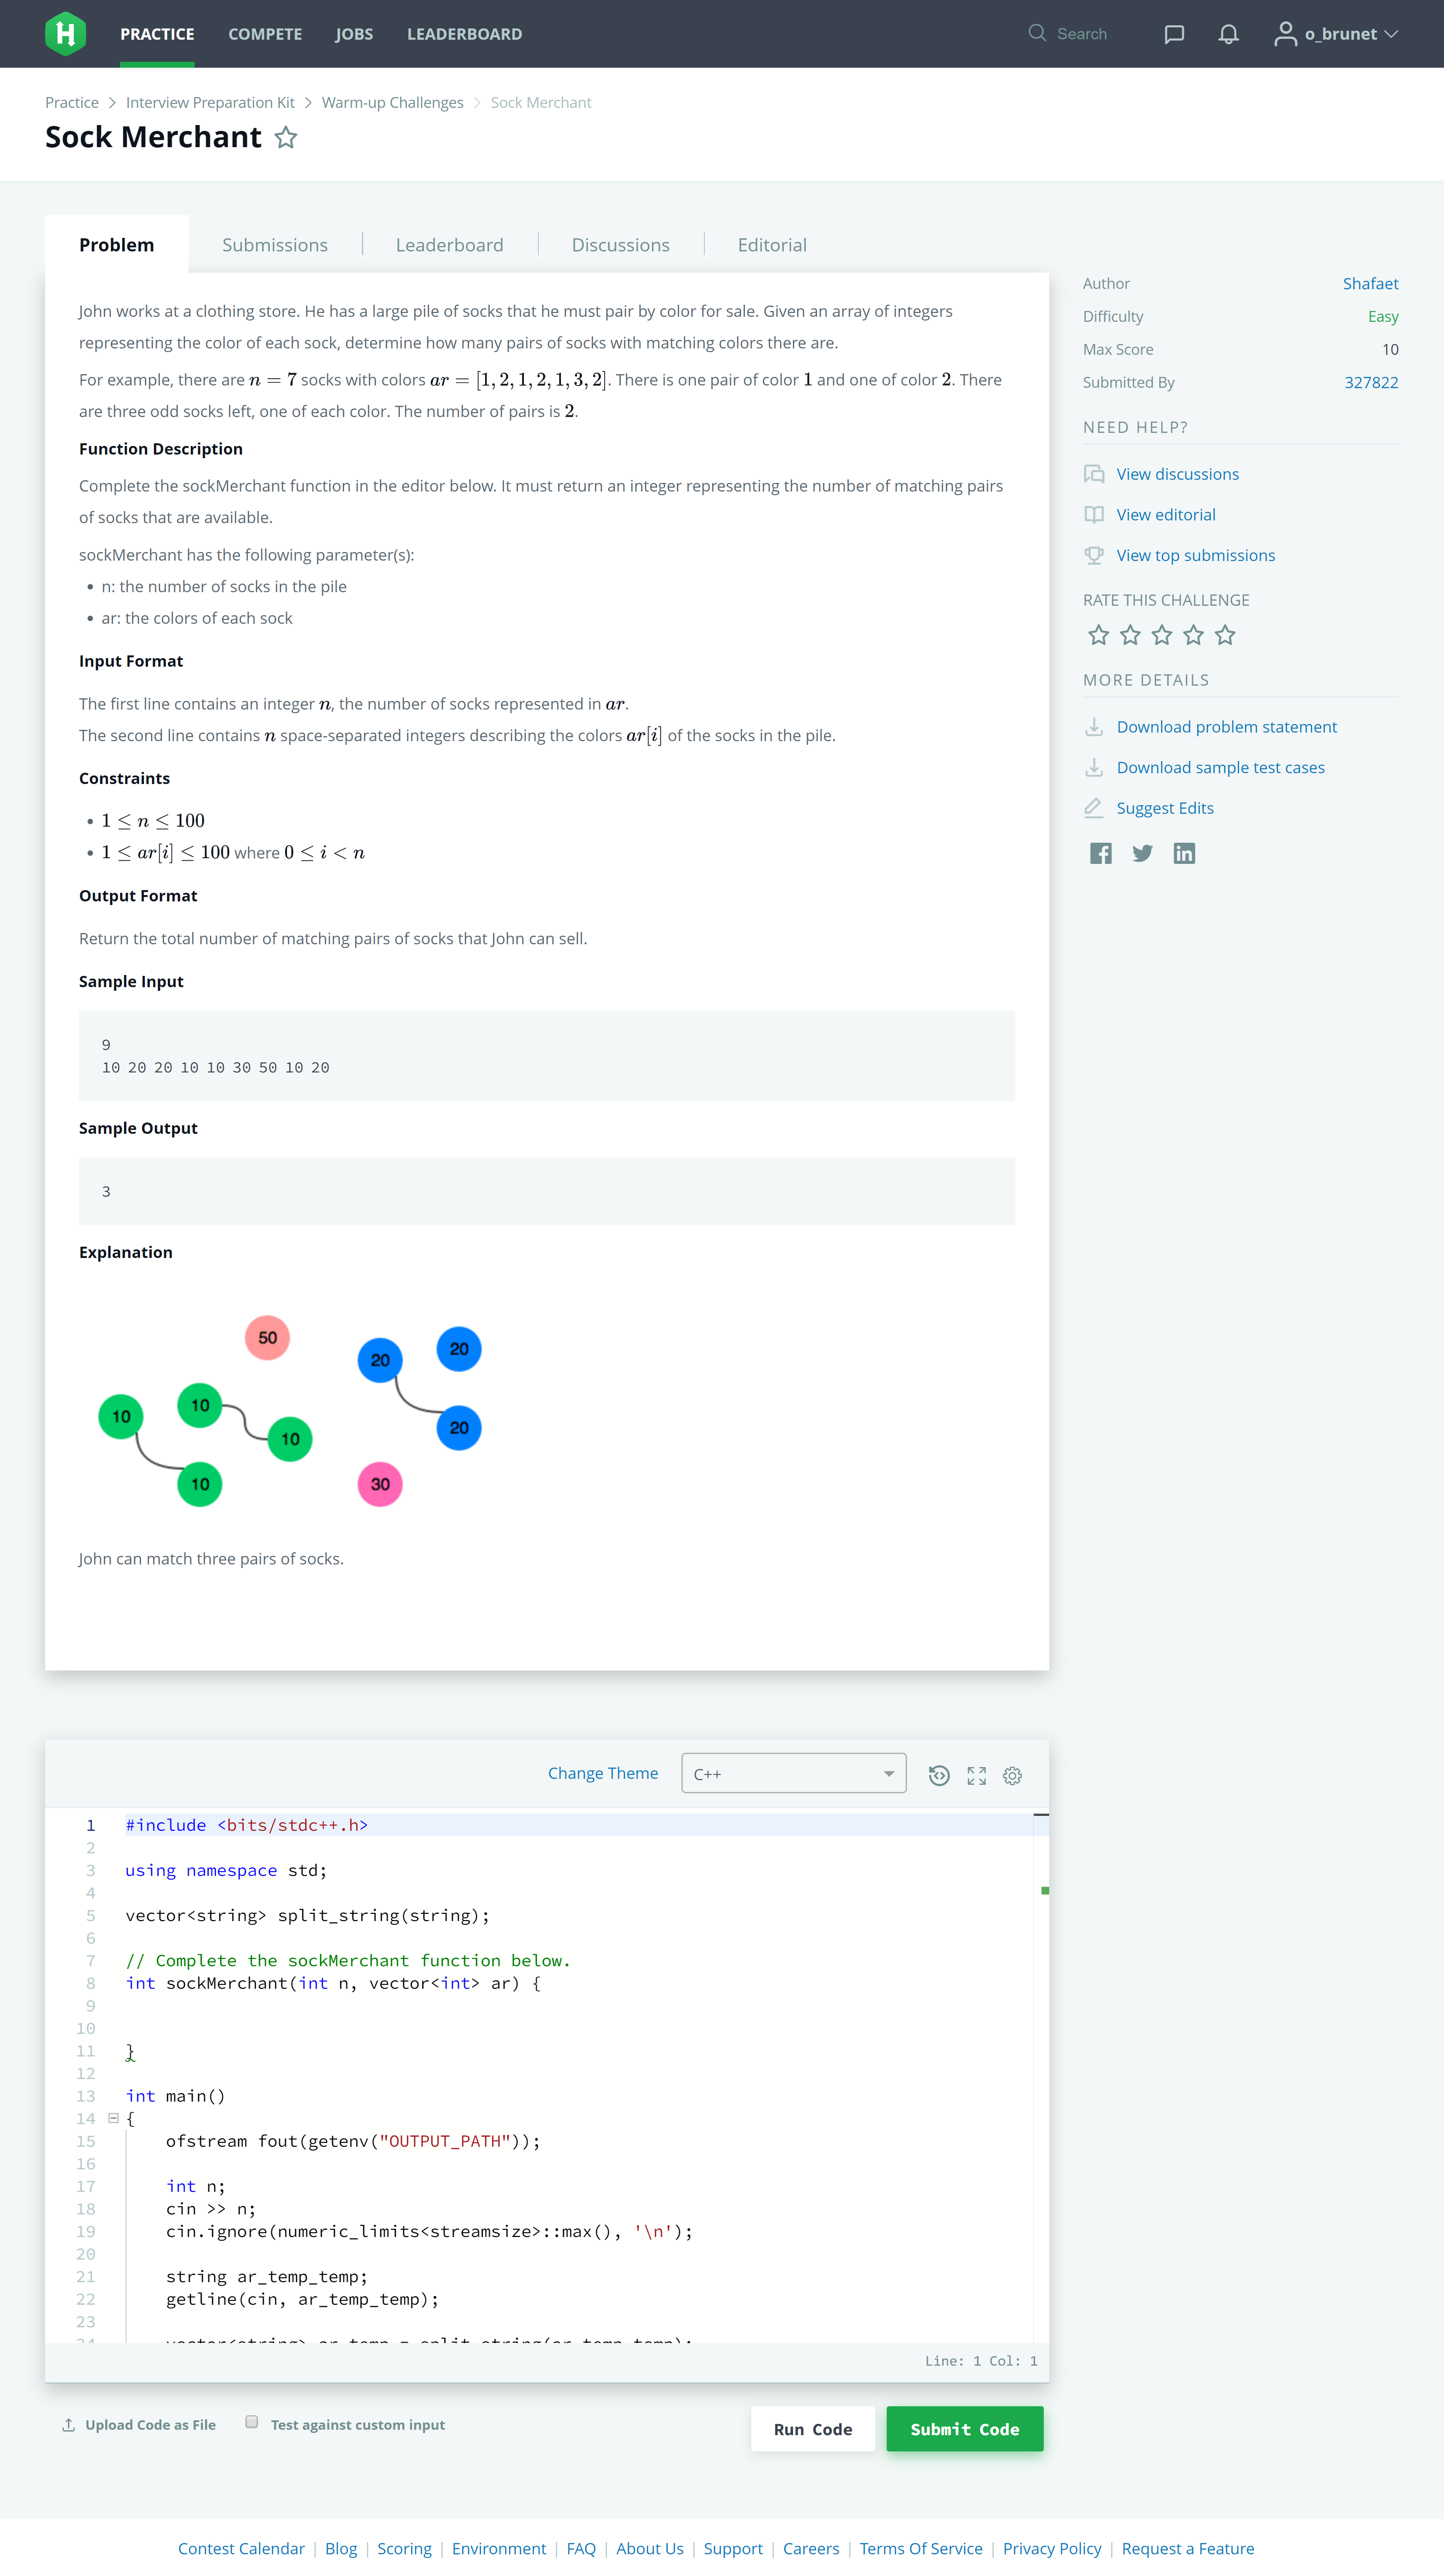 H PRACTICE COMPETE JOBS LEADERBOARD Search o_brunet
Practice > Interview Preparation Kit > Warm-up Challenges > Sock Merchant
Sock Merchant
Problem Submissions Leaderboard Discussions Editorial
John works at a clothing store. He has a large pile of socks that he must pair by color for sale. Given an array of integers
representing the color of each sock, determine how many pairs of socks with matching colors there are.
For example, there are n = 7 socks with colors ar = [1, 2, 1, 2, 1, 3, 2]. There is one pair of color 1 and one of color 2. There
are three odd socks left, one of each color. The number of pairs is 2.
Function Description
Complete the sockMerchant function in the editor below. It must return an integer representing the number of matching pairs
of socks that are available.
sockMerchant has the following parameter(s):
• n: the number of socks in the pile
• ar: the colors of each sock
Input Format
The first line contains an integer n, the number of socks represented in ar.
The second line contains n space-separated integers describing the colors ar[i] of the socks in the pile.
Constraints
• 1 ≤ n ≤ 100
• 1 ≤ ar[i] ≤ 100 where 0 ≤ i < n
Output Format
Return the total number of matching pairs of socks that John can sell.
Sample Input
9
10 20 20 10 10 30 50 10 20
Sample Output
3
Explanation
50
20
20
10
10
10
20
10
30
John can match three pairs of socks.
Author Shafaet
Difficulty Easy
Max Score 10
Submitted By 327822
NEED HELP?
View discussions
View editorial
View top submissions
RATE THIS CHALLENGE
MORE DETAILS
Download problem statement
Download sample test cases
Suggest Edits
Change Theme C++
1 #include <bits/stdc++.h>
2
3 using namespace std;
4
5 vector<string> split_string(string);
6
7 // Complete the sockMerchant function below.
8 int sockMerchant(int n, vector<int> ar) {
9
10
11 }
12
13 int main()
14 {
15 ofstream fout(getenv("OUTPUT_PATH"));
16
17 int n;
18 cin >> n;
19 cin.ignore(numeric_limits<streamsize>::max(), '\n');
20
21 string ar_temp_temp;
22 getline(cin, ar_temp_temp);
23
Line: 1 Col: 1
Upload Code as File Test against custom input Run Code Submit Code
Contest Calendar | Blog | Scoring | Environment | FAQ | About Us | Support | Careers | Terms Of Service | Privacy Policy | Request a Feature